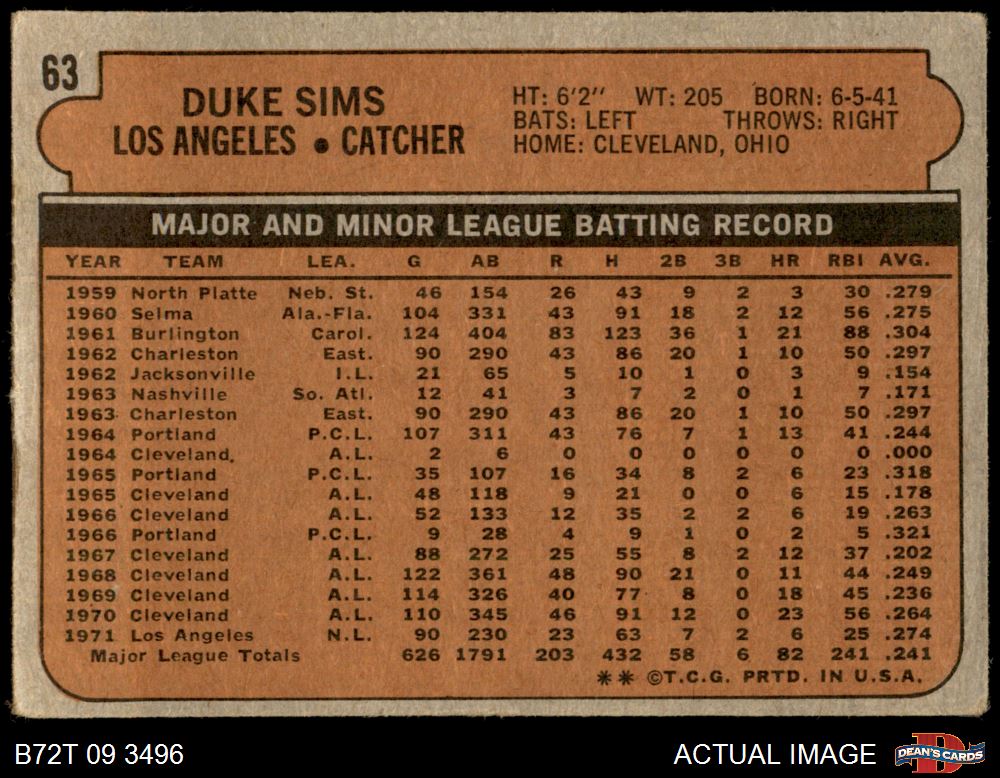 63
DUKE SIMS
LOS ANGELES • CATCHER
HT: 6'2" WT: 205 BORN: 6-5-41
BATS: LEFT THROWS: RIGHT
HOME: CLEVELAND, OHIO
MAJOR AND MINOR LEAGUE BATTING RECORD
YEAR TEAM LEA. G AB R H 2B 3B HR RBI AVG.
1959 North Platte Neb. St. 46 154 26 43 9 2 3 30 .279
1960 Selma Ala.-Fla. 104 331 43 91 18 2 12 56 .275
1961 Burlington Carol. 124 404 83 123 36 1 21 88 .304
1962 Charleston East. 90 290 43 86 20 1 10 50 .297
1962 Jacksonville I.L. 21 65 5 10 1 0 3 9 .154
1963 Nashville So. Atl. 12 41 3 7 2 0 1 7 .171
1963 Charleston East. 90 290 43 86 20 1 10 50 .297
1964 Portland P.C.L. 107 311 43 76 7 1 13 41 .244
1964 Cleveland A.L. 2 6 0 0 0 0 0 0 .000
1965 Portland P.C.L. 35 107 16 34 8 2 6 23 .318
1965 Cleveland A.L. 48 118 9 21 0 0 6 15 .178
1966 Cleveland A.L. 52 133 12 35 2 2 6 19 .263
1966 Portland P.C.L. 9 28 4 9 1 0 2 5 .321
1967 Cleveland A.L. 88 272 25 55 8 2 12 37 .202
1968 Cleveland A.L. 122 361 48 90 21 0 11 44 .249
1969 Cleveland A.L. 114 326 40 77 8 0 18 45 .236
1970 Cleveland A.L. 110 345 46 91 12 0 23 56 .264
1971 Los Angeles N.L. 90 230 23 63 7 2 6 25 .274
Major League Totals 626 1791 203 432 58 6 82 241 .241
** ©T.C.G. PRTD. IN U.S.A.
B72T 09 3496
ACTUAL IMAGE
D
DEAN'S CARDS